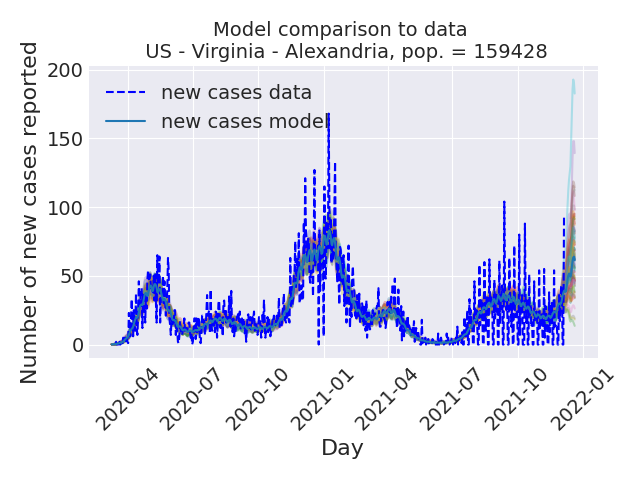 Model comparison to data
US - Virginia - Alexandria, pop. = 159428
Number of new cases reported
200
150
100
50
0
new cases data
new cases model
2020-04
2020-07
2020-10
2021-01
2021-04
2021-07
2021-10
2022-01
Day